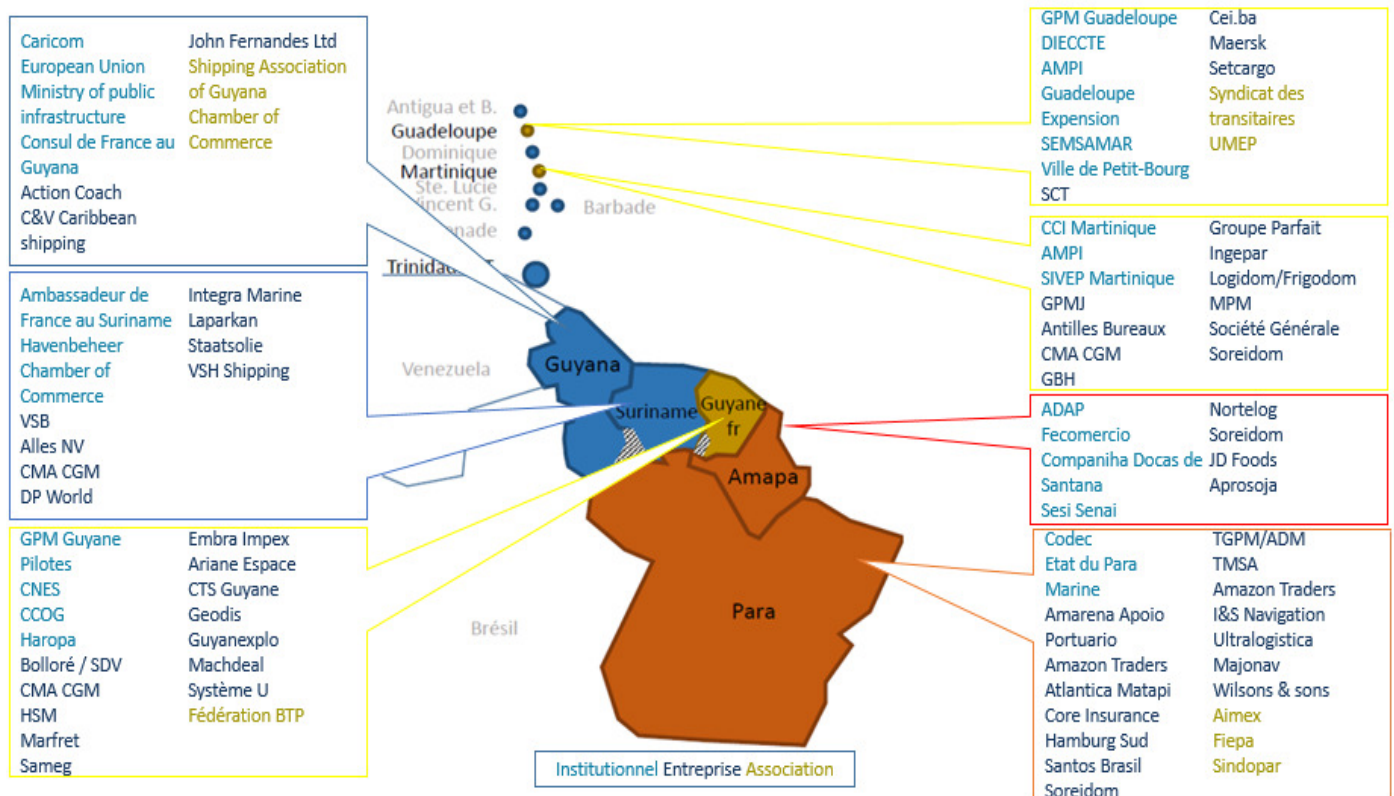 Caricom
European Union
Ministry of public
infrastructure
Consul de France au
Guyana
Action Coach
C&V Caribbean
shipping
John Fernandes Ltd
Shipping Association
of Guyana
Chamber of
Commerce
Ambassadeur de
France au Suriname
Havenbeheer
Chamber of
Commerce
VSB
Alles NV
CMA CGM
DP World
Integra Marine
Laparkan
Staatsolie
VSH Shipping
GPM Guyane
Pilotes
CNES
CCOG
Haropa
Bolloré / SDV
CMA CGM
HSM
Marfret
Sameg
Embra Impex
Ariane Espace
CTS Guyane
Geodis
Guyanexplo
Machdeal
Système U
Fédération BTP
Antigua et B.
Guadeloupe
Dominique
Martinique
Ste. Lucie
incent G.
Barbade
enade
Trinidad
Venezuela
Guyana
Suriname
Guyane
fr
Amapa
Para
Brésil
Institutionnel Entreprise Association
GPM Guadeloupe
DIECCTE
AMPI
Guadeloupe
Expension
SEMSAMAR
Ville de Petit-Bourg
SCT
Cei.ba
Maersk
Setcargo
Syndicat des
transitaires
UMEP
CCI Martinique
AMPI
SIVEP Martinique
GPMJ
Antilles Bureaux
CMA CGM
GBH
Groupe Parfait
Ingepar
Logidom/Frigodom
MPM
Société Générale
Soreidom
ADAP
Fecomercio
Companiha Docas de
Santana
Sesi Senai
Nortelog
Soreidom
JD Foods
Aprosoja
Codec
Etat du Para
Marine
Amarena Apoio
Portuario
Amazon Traders
Atlantica Matapi
Core Insurance
Hamburg Sud
Santos Brasil
Soreidom
TGPM/ADM
TMSA
Amazon Traders
I&S Navigation
Ultralogistica
Majonav
Wilsons & sons
Aimex
Fiepa
Sindopar